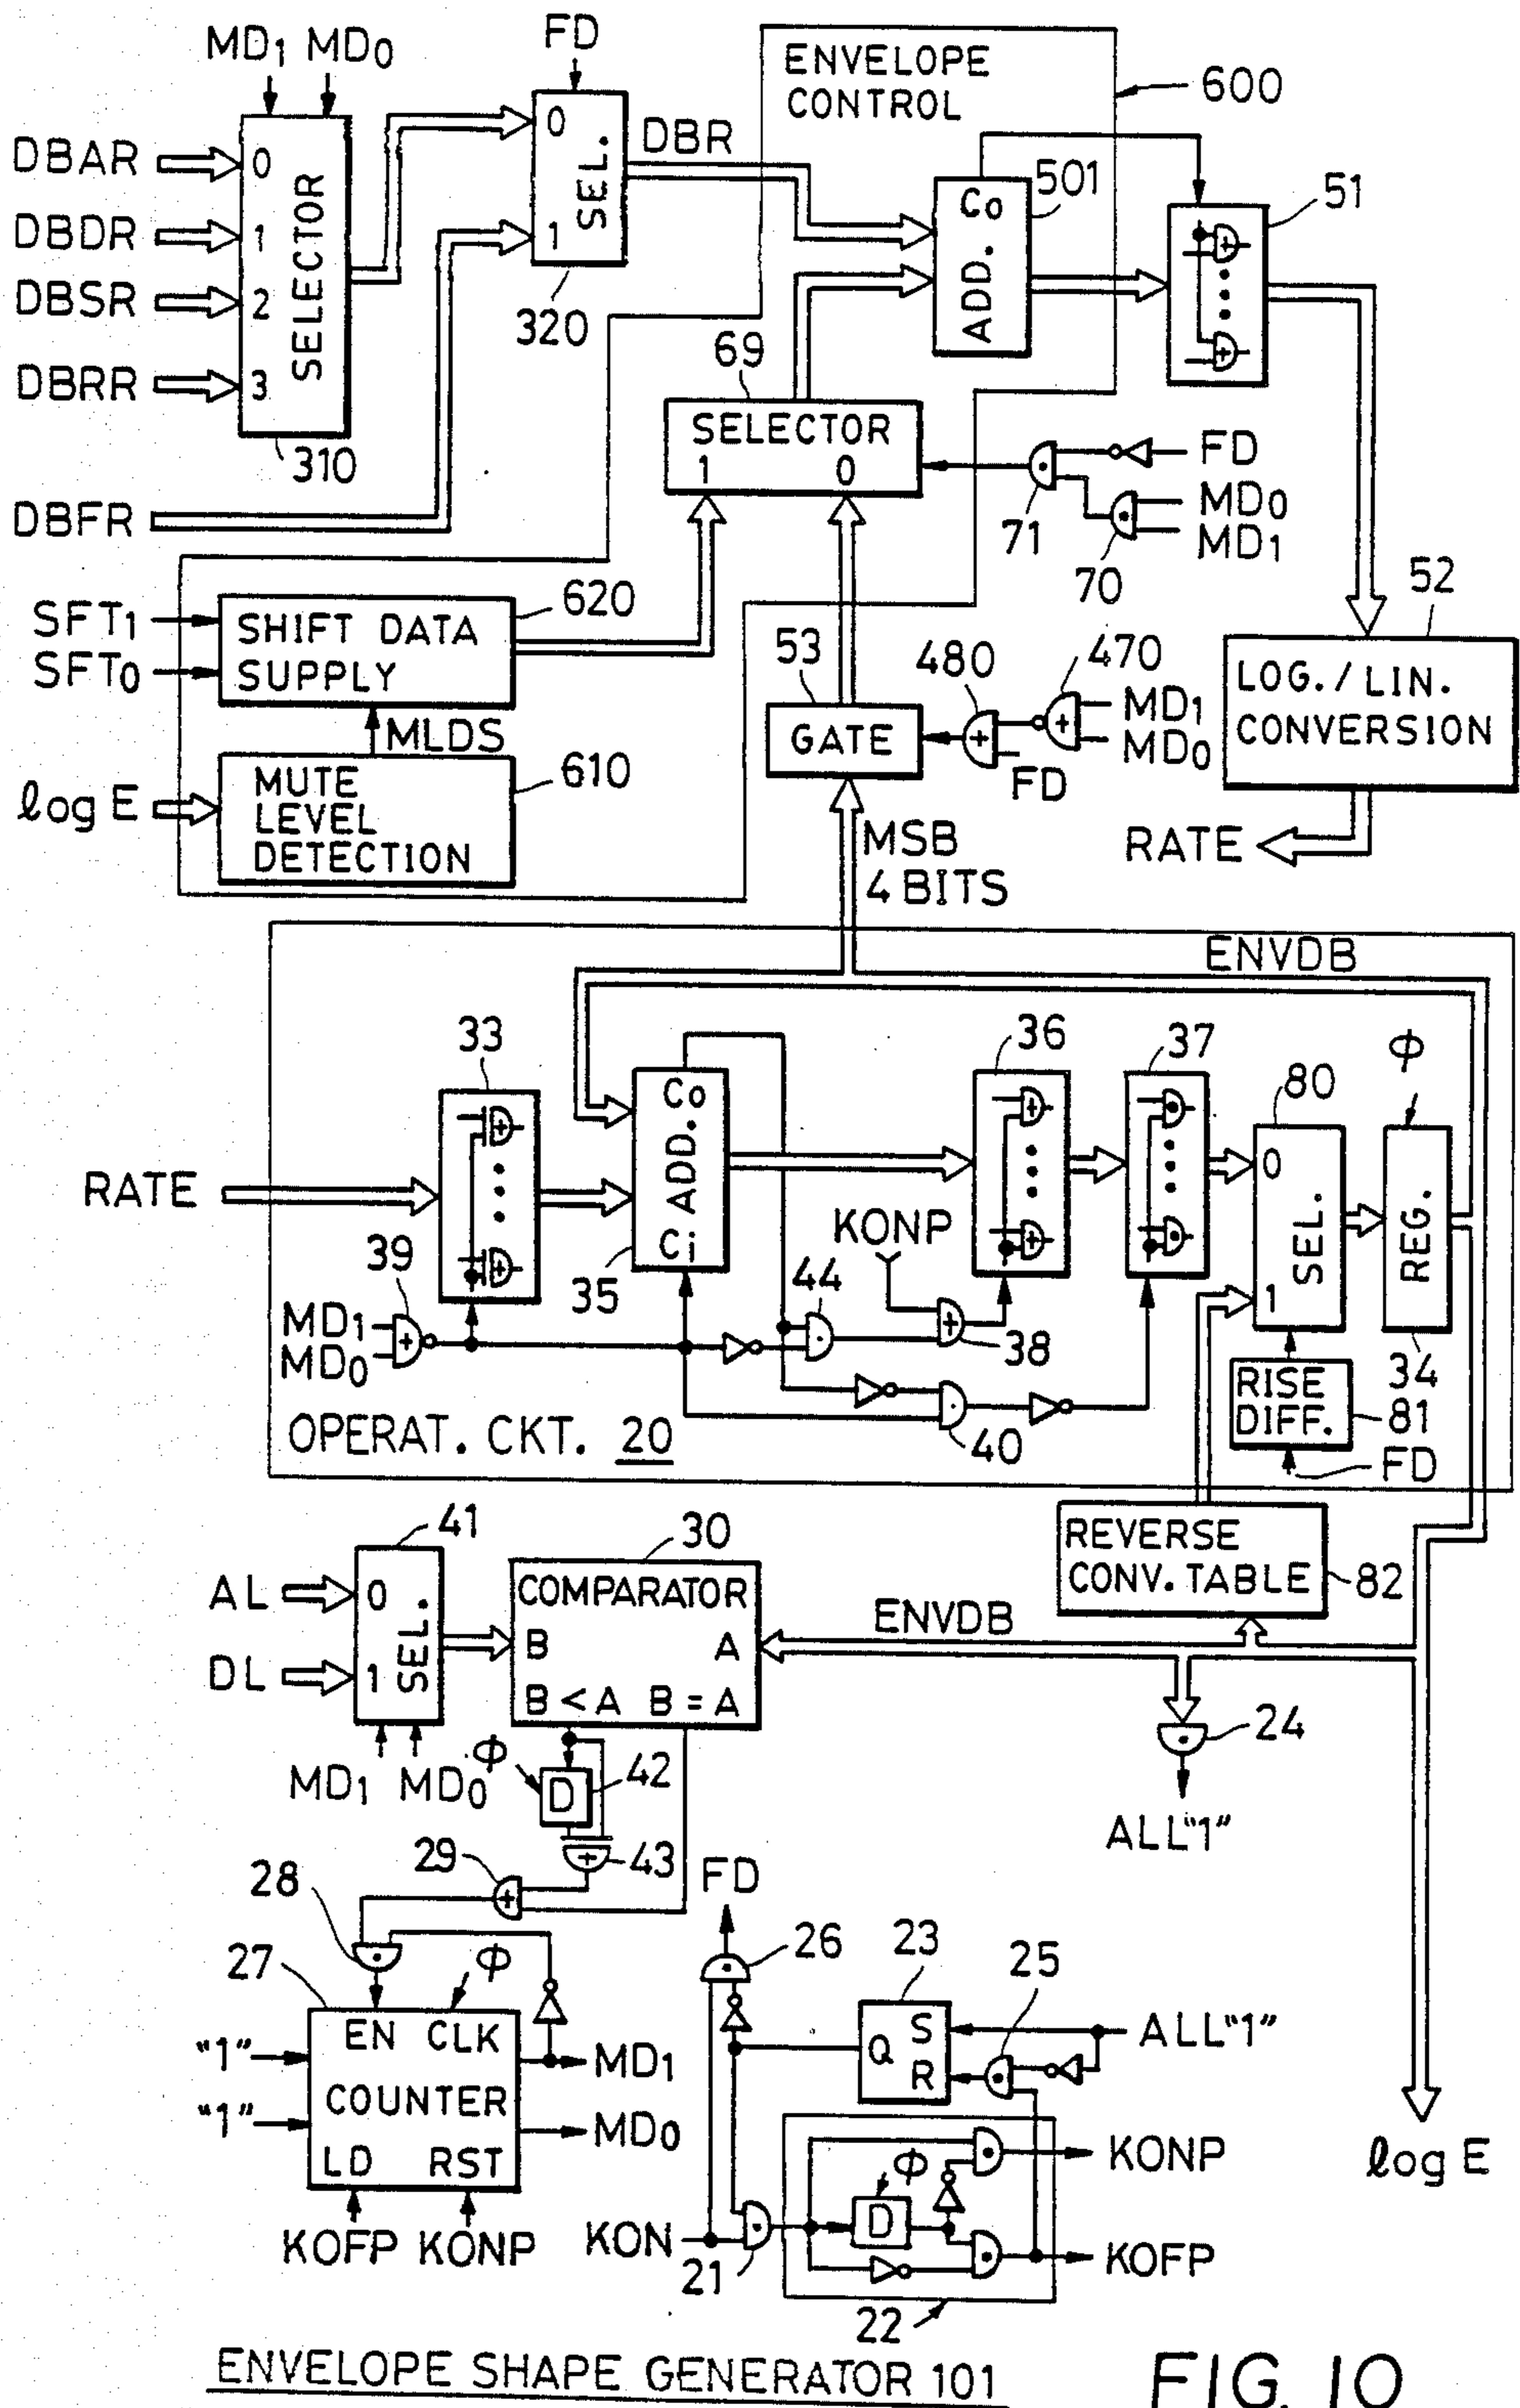 MD1 MD0
FD
ENVELOPE
CONTROL
600
DBAR
DBDR
DBSR
DBRR
0
1
2
3
SELECTOR
310
0
1
SEL.
320
DBR
Co
ADD.
501
51
69
SELECTOR
1 0
FD
MD0
MD1
71
70
DBFR
SFT1
SFT0
SHIFT DATA
SUPPLY
620
MLDS
log E
MUTE
LEVEL
DETECTION
610
53
GATE
480
470
MD1
MD0
FD
52
LOG./LIN.
CONVERSION
RATE
MSB
4 BITS
ENVDB
33
36
37
80
φ
RATE
Co
ADD.
Ci
35
39
MD1
MD0
KONP
44
38
40
0
1
SEL.
REG.
34
RISE
DIFF.
81
FD
OPERAT. CKT. 20
41
AL
DL
0
1
SEL.
MD1 MD0
30
COMPARATOR
B A
B < A B = A
ENVDB
REVERSE
CONV. TABLE
82
24
ALL"1"
φ
D
42
43
29
28
27
φ
EN CLK
COUNTER
LD RST
"1"
"1"
MD1
MD0
KOFP KONP
FD
26
23
25
Q S
R
ALL"1"
KON
21
φ
D
22
KONP
KOFP
log E
ENVELOPE SHAPE GENERATOR 101
FIG. 10